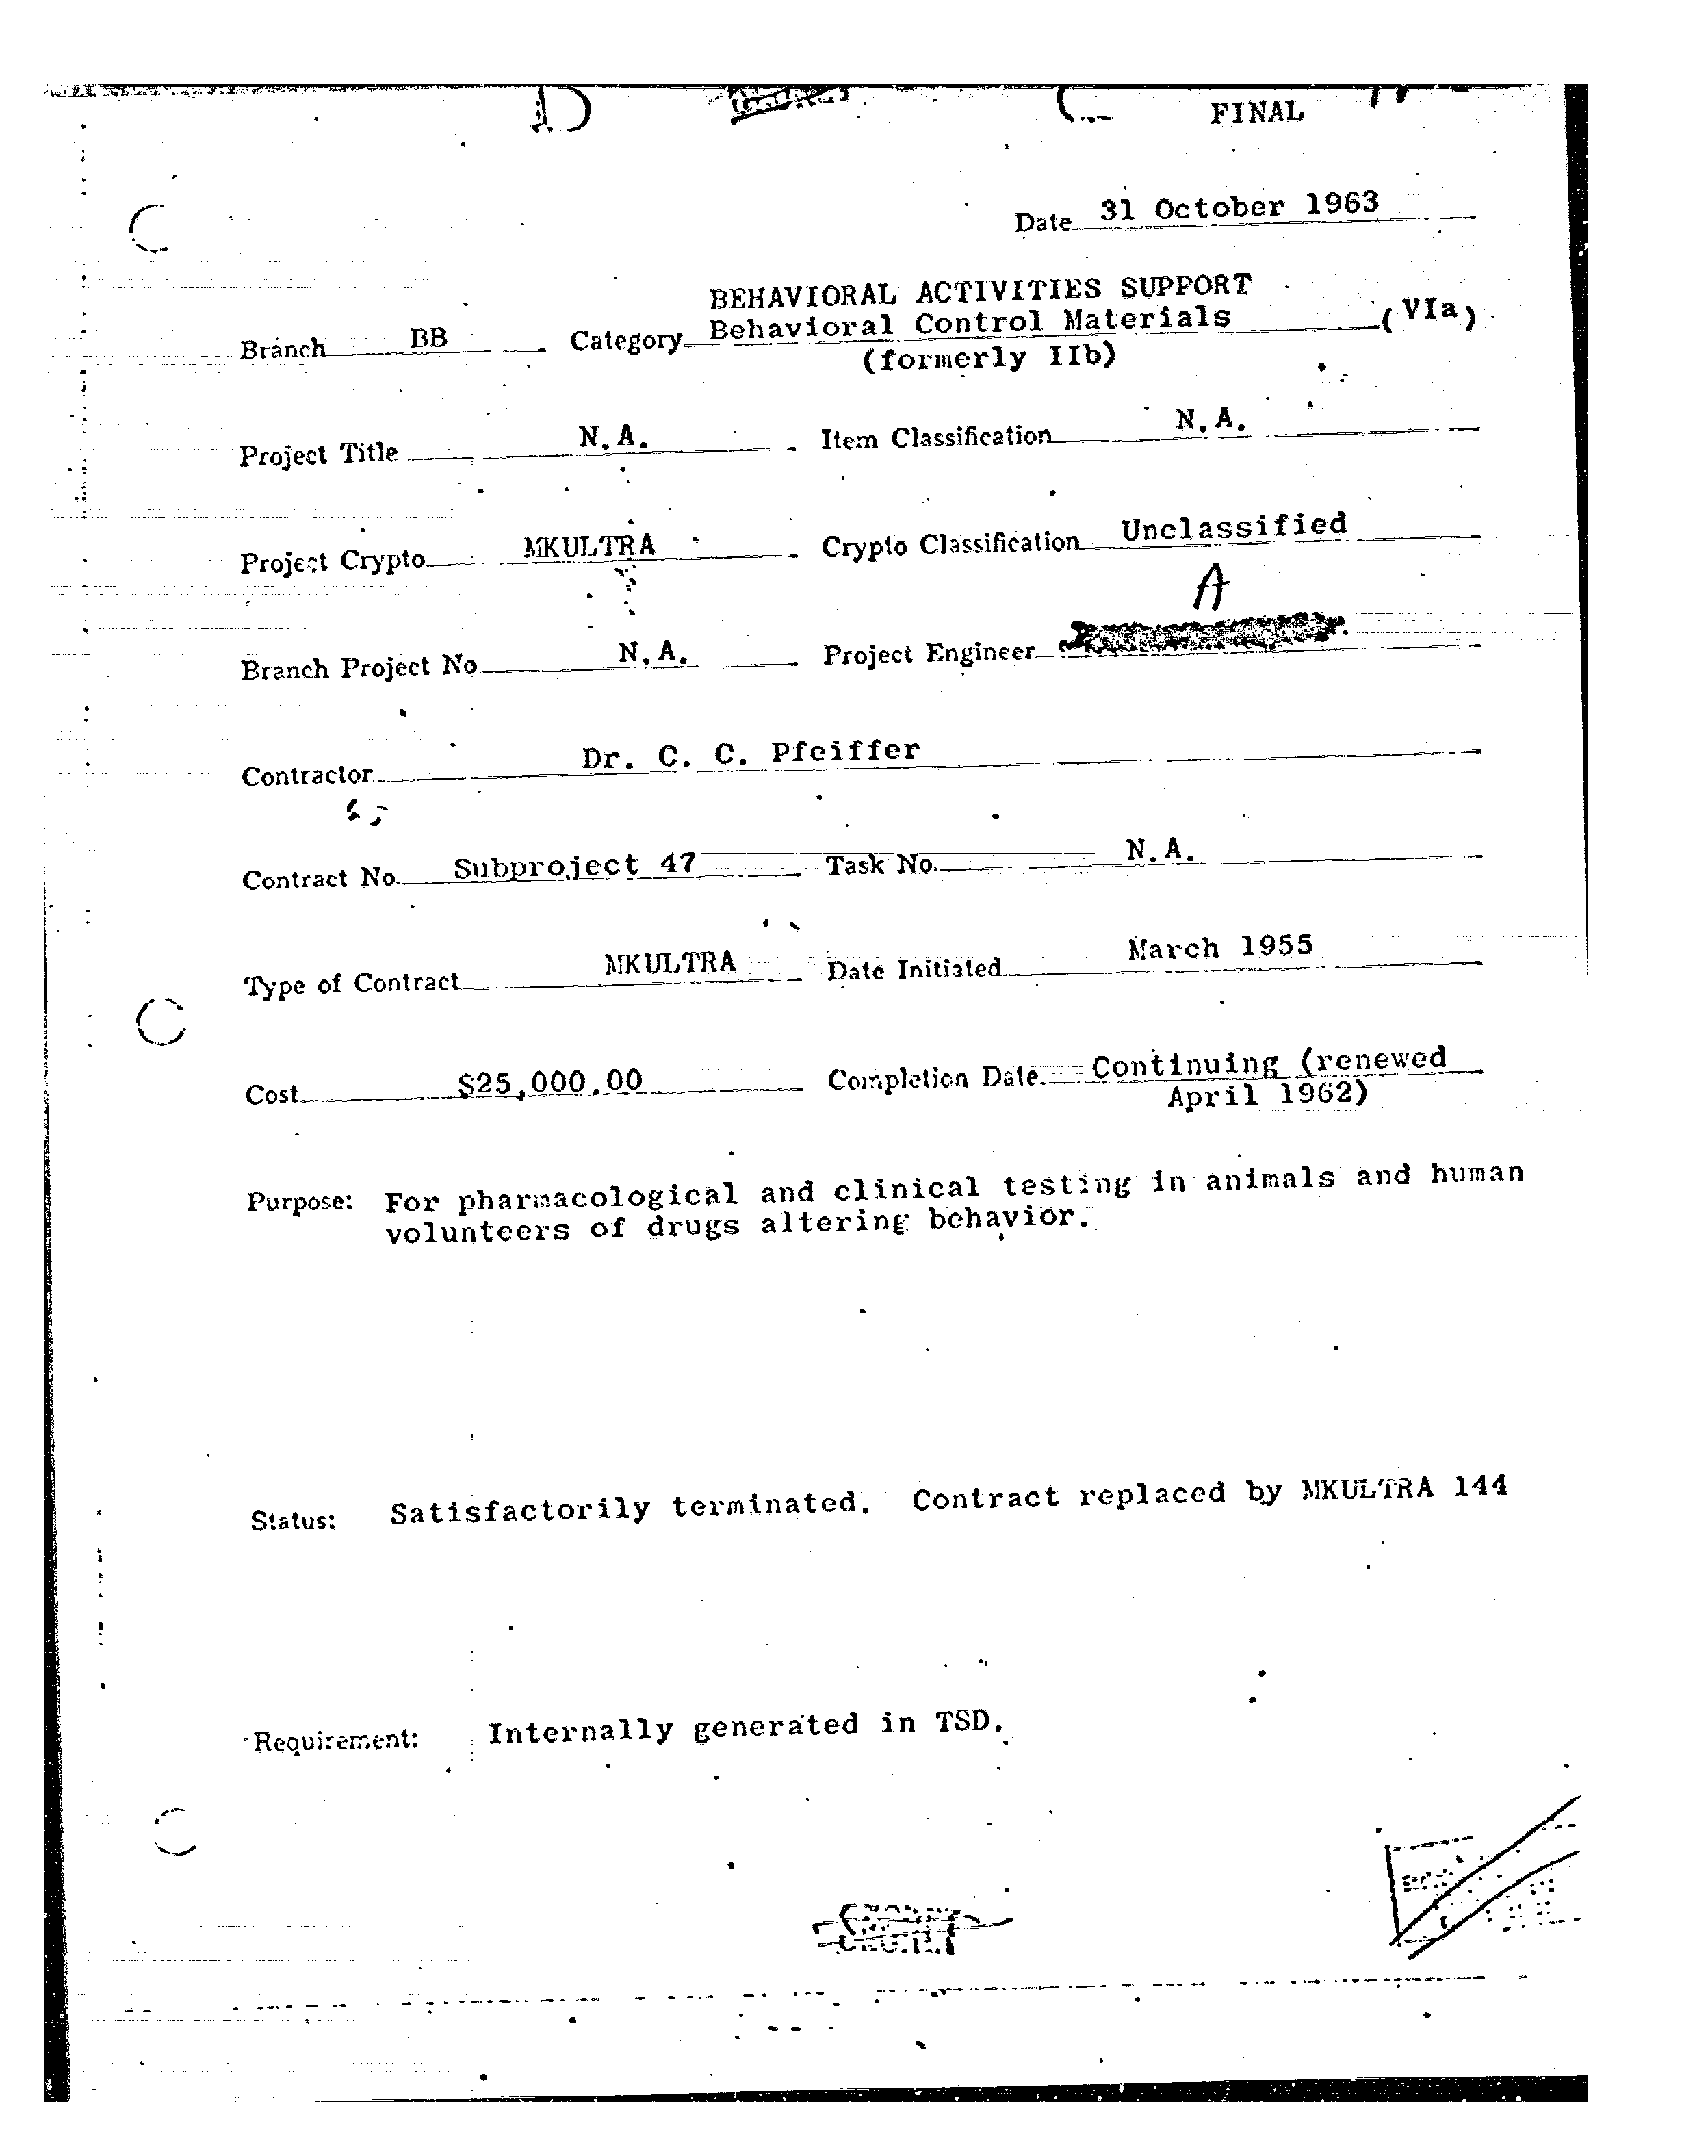 FINAL
Date 31 October 1963
BEHAVIORAL ACTIVITIES SUPPORT
Branch BB Category Behavioral Control Materials (VIa)
(formerly IIb)
Project Title N.A. Item Classification N.A.
Project Crypto MKULTRA Crypto Classification Unclassified
A
Branch Project No N.A. Project Engineer
Contractor Dr. C. C. Pfeiffer
Contract No. Subproject 47 Task No. N.A.
Type of Contract MKULTRA Date Initiated March 1955
Cost $25,000.00 Completion Date Continuing (renewed
April 1962)
Purpose: For pharmacological and clinical testing in animals and human
volunteers of drugs altering behavior.
Status: Satisfactorily terminated. Contract replaced by MKULTRA 144
Requirement: Internally generated in TSD.